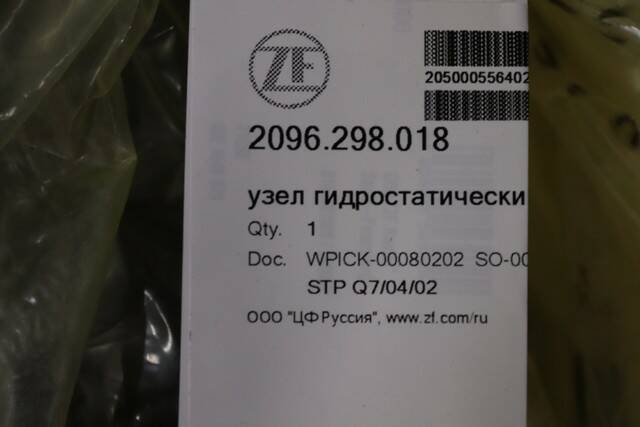 ZF
205000556402
2096.298.018
узел гидростатически
Qty. 1
Doc. WPICK-00080202 SO-00
STP Q7/04/02
ООО "ЦФ Руссия", www.zf.com/ru